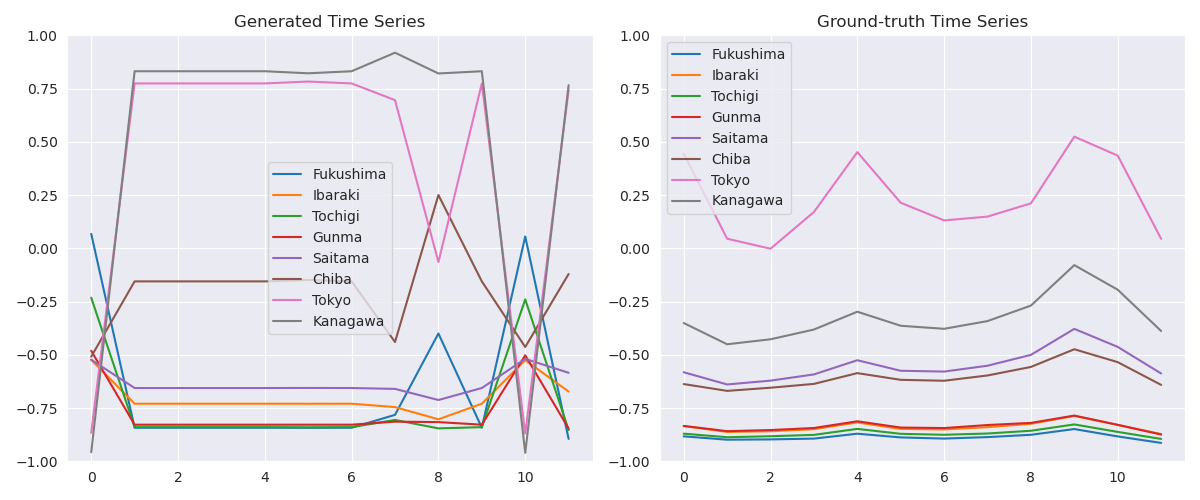 Generated Time Series
1.00
0.75
0.50
0.25
0.00
−0.25
−0.50
−0.75
−1.00
0
2
4
6
8
10
Fukushima
Ibaraki
Tochigi
Gunma
Saitama
Chiba
Tokyo
Kanagawa
Ground-truth Time Series
1.00
0.75
0.50
0.25
0.00
−0.25
−0.50
−0.75
−1.00
0
2
4
6
8
10
Fukushima
Ibaraki
Tochigi
Gunma
Saitama
Chiba
Tokyo
Kanagawa